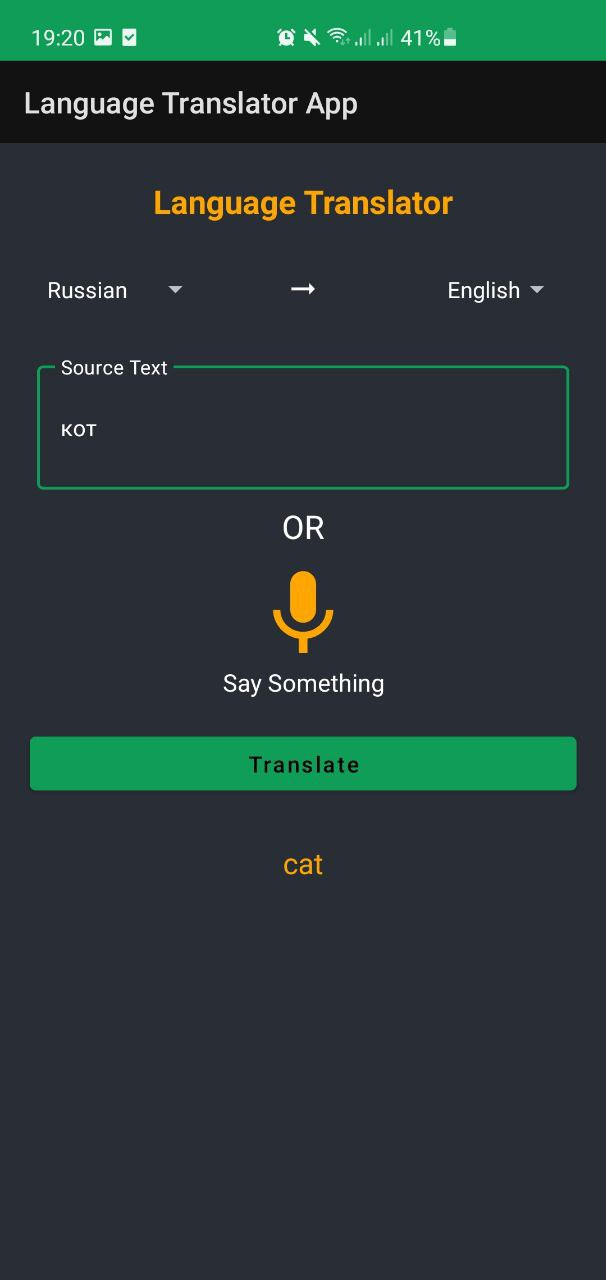 19:20 41%
Language Translator App
Language Translator
Russian English
Source Text
кот
OR
Say Something
Translate
cat